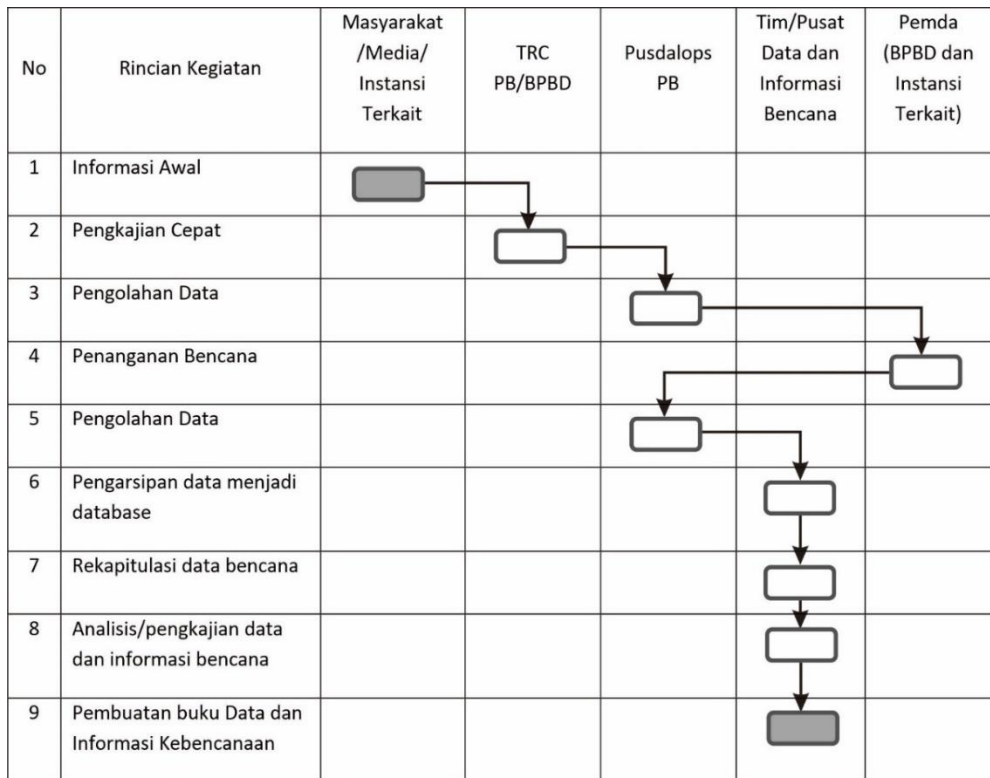 No
Rincian Kegiatan
Masyarakat
/Media/
Instansi
Terkait
TRC
PB/BPBD
Pusdalops
PB
Tim/Pusat
Data dan
Informasi
Bencana
Pemda
(BPBD dan
Instansi
Terkait)
1
Informasi Awal
2
Pengkajian Cepat
3
Pengolahan Data
4
Penanganan Bencana
5
Pengolahan Data
6
Pengarsipan data menjadi
database
7
Rekapitulasi data bencana
8
Analisis/pengkajian data
dan informasi bencana
9
Pembuatan buku Data dan
Informasi Kebencanaan